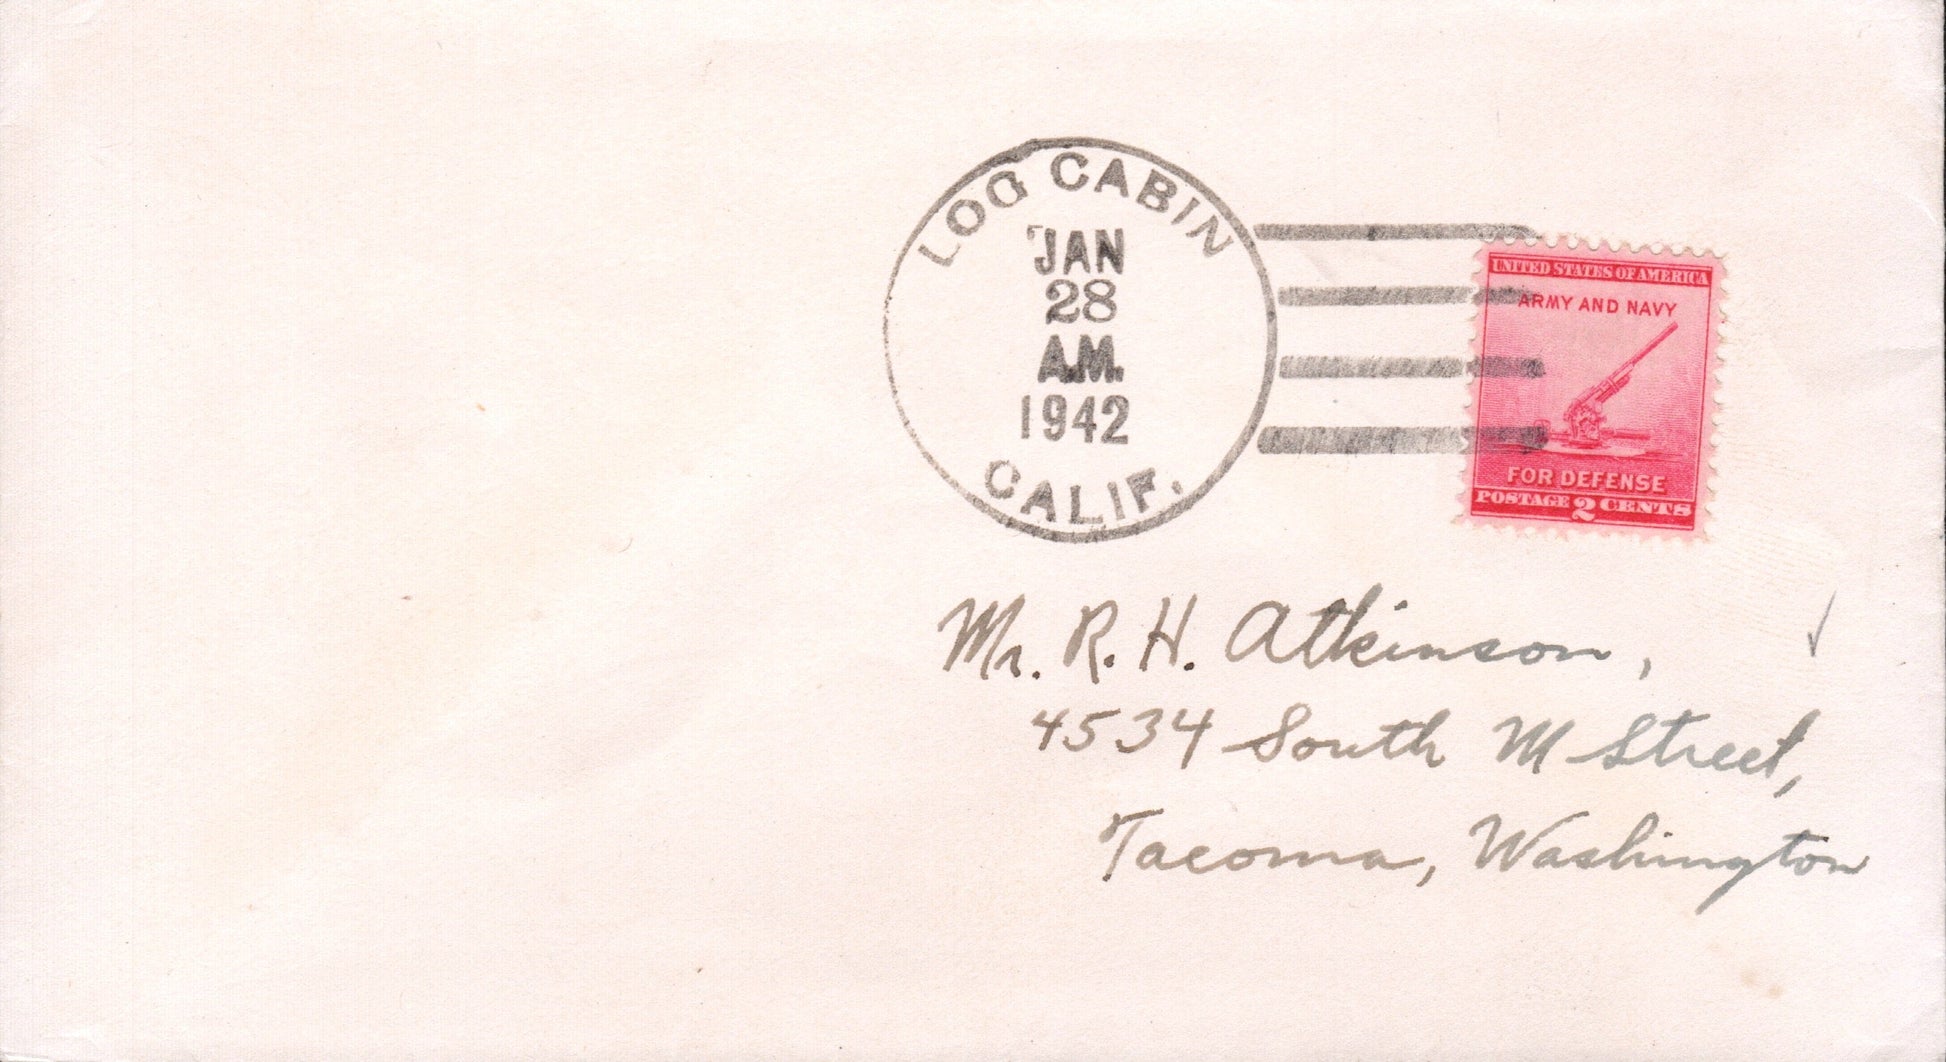 LOG CABIN
JAN
28
A.M.
1942
CALIF.
UNITED STATES OF AMERICA
ARMY AND NAVY
FOR DEFENSE
POSTAGE 2 CENTS
Mr. R. H. Atkinson,
4534 South M Street,
Tacoma, Washington